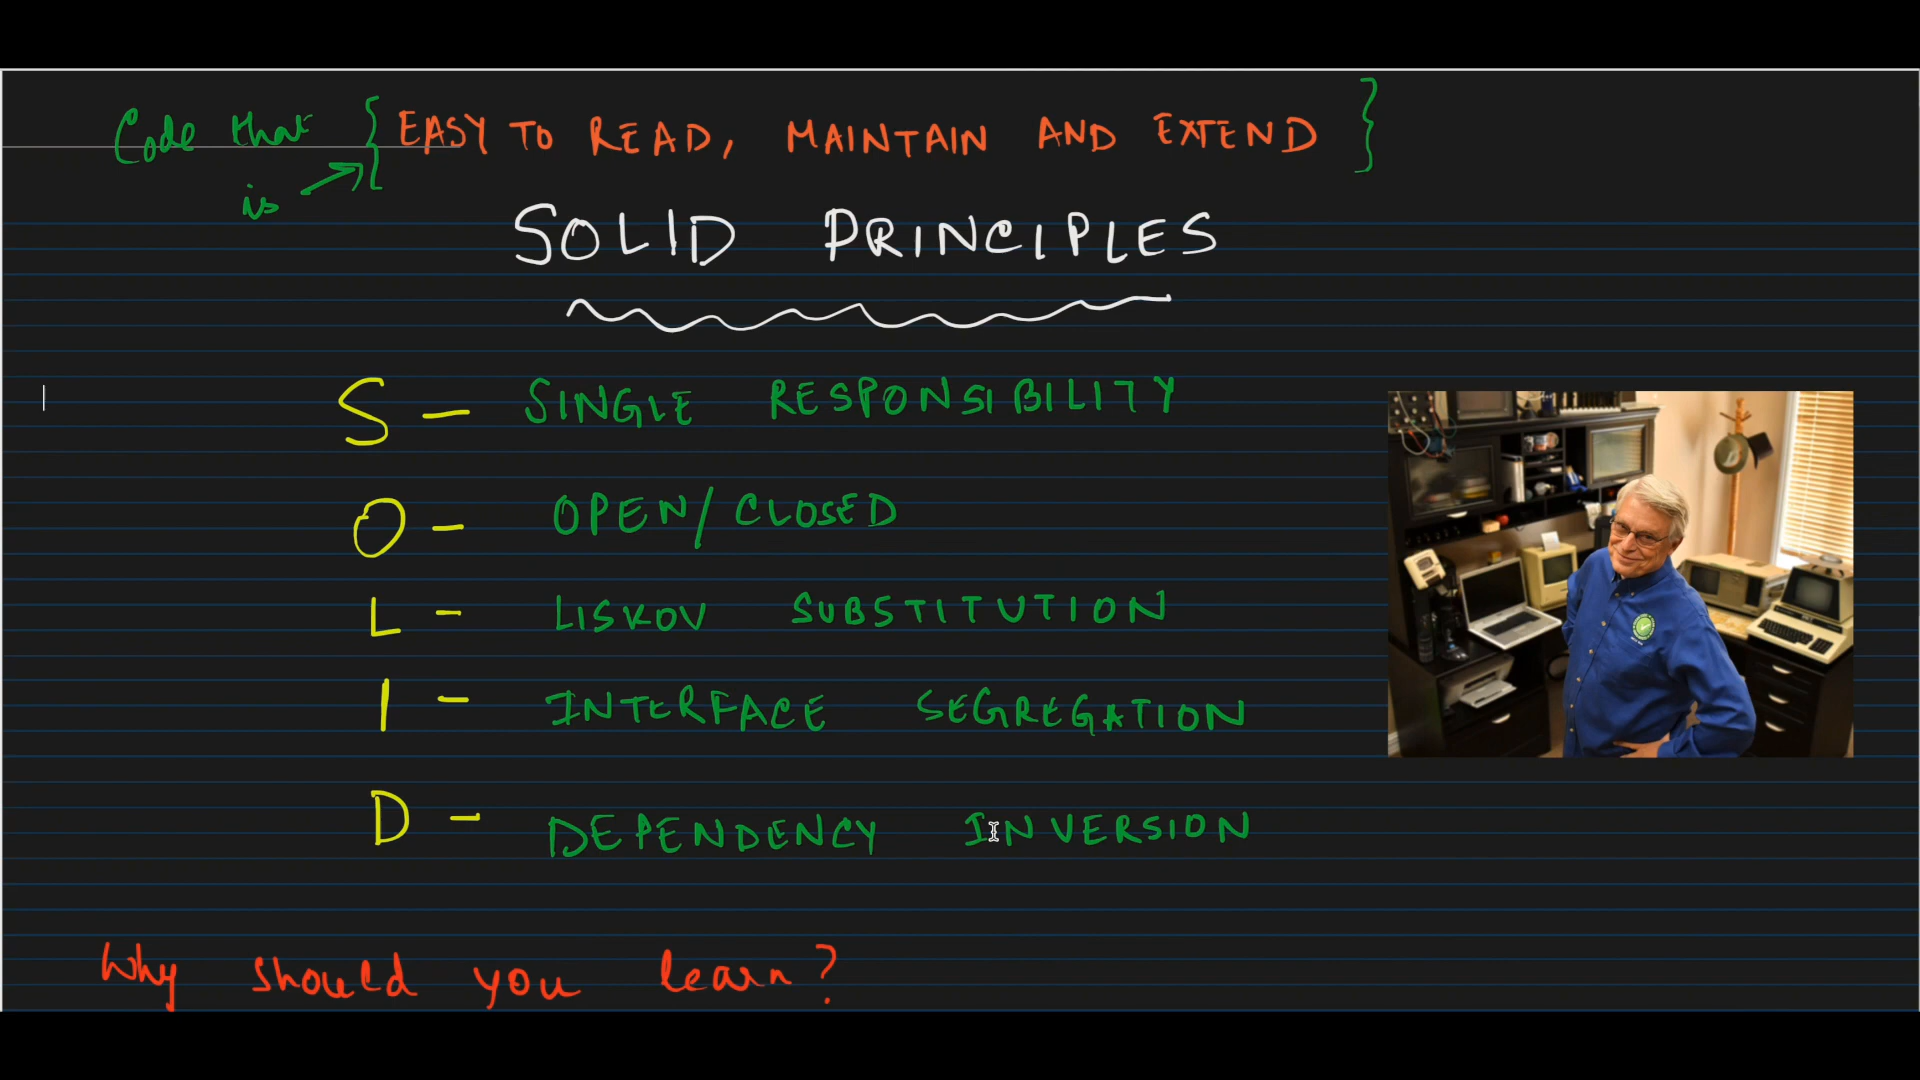 Code that { EASY TO READ, MAINTAIN AND EXTEND }
is
SOLID PRINCIPLES
S - SINGLE RESPONSIBILITY
O - OPEN/CLOSED
L - LISKOV SUBSTITUTION
I - INTERFACE SEGREGATION
D - DEPENDENCY INVERSION
Why should you learn?